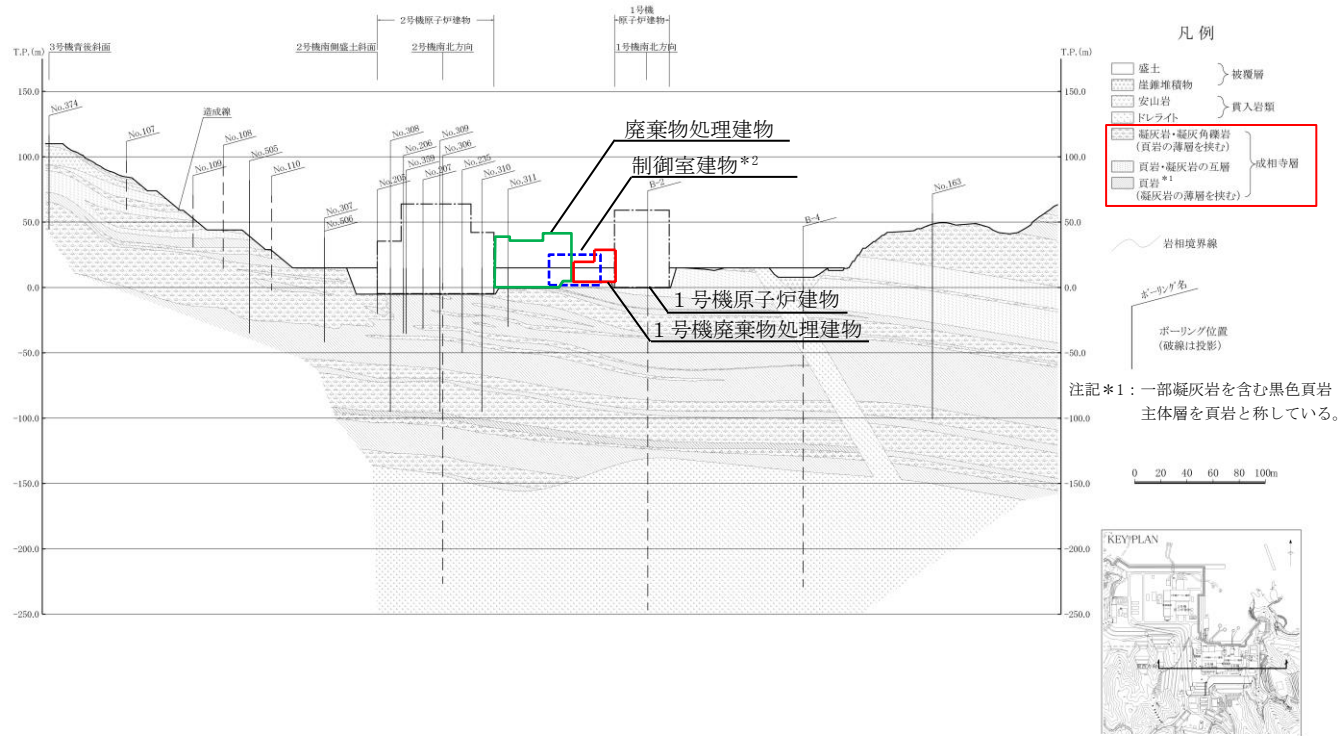 2号機原子炉建物
1号機
原子炉建物
T.P.(m)
3号機背後斜面
2号機南側盛土斜面
2号機南北方向
1号機南北方向
T.P.(m)
150.0
100.0
50.0
0.0
-50.0
-100.0
-150.0
-200.0
-250.0
No.374
No.107
造成線
No.108
No.109
No.505
No.110
No.307
No.506
No.308
No.206
No.359
No.205
No.309
No.306
No.207
No.235
No.310
No.311
廃棄物処理建物
制御室建物*2
B-2
B-4
No.163
1号機原子炉建物
1号機廃棄物処理建物
150.0
100.0
50.0
0.0
-50.0
-100.0
-150.0
-200.0
-250.0
凡例
盛土
崖錐堆積物
被覆層
安山岩
ドレライト
貫入岩類
凝灰岩・凝灰角礫岩
(頁岩の薄層を挟む)
頁岩・凝灰岩の互層
頁岩*1
(凝灰岩の薄層を挟む)
成相寺層
岩相境界線
ボーリング名
ボーリング位置
(破線は投影)
注記*1:一部凝灰岩を含む黒色頁岩
主体層を頁岩と称している。
0 20 40 60 80 100m
KEY PLAN